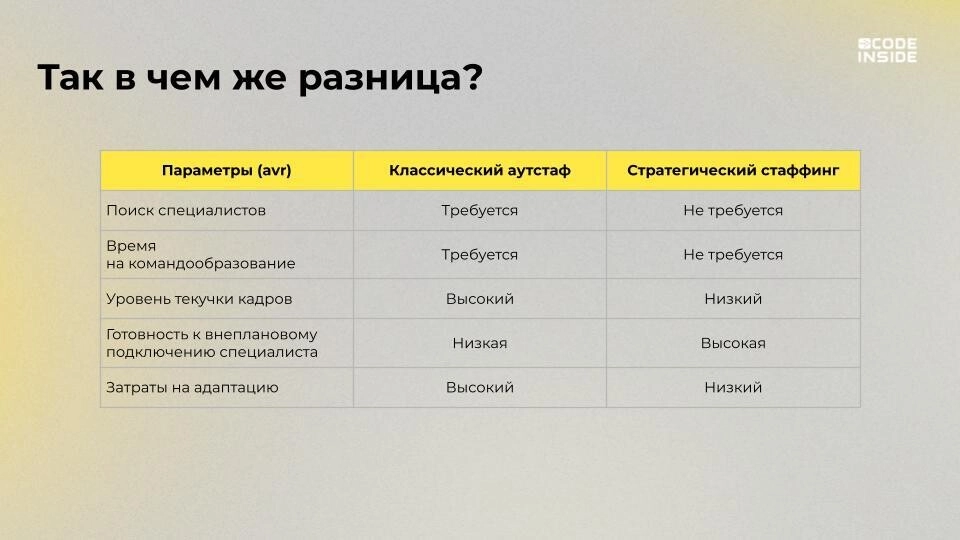 CODE
INSIDE
Так в чем же разница?
Параметры (avr) Классический аутстаф Стратегический стаффинг
Поиск специалистов Требуется Не требуется
Время
на командообразование Требуется Не требуется
Уровень текучки кадров Высокий Низкий
Готовность к внеплановому
подключению специалиста Низкая Высокая
Затраты на адаптацию Высокий Низкий